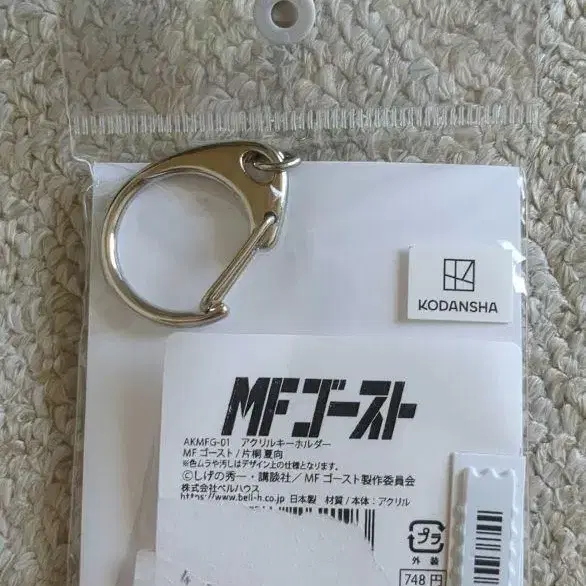 KODANSHA
MFゴースト
AKMFG-01 アクリルキーホルダー
MF ゴースト / 片桐 夏向
※色ムラや汚しはデザイン上の仕様となります。
©しげの秀一・講談社／ MF ゴースト製作委員会
株式会社ベルハウス
https://www.bell-h.co.jp 日本製 材質 / 本体：アクリル
プラ
外装
748 円